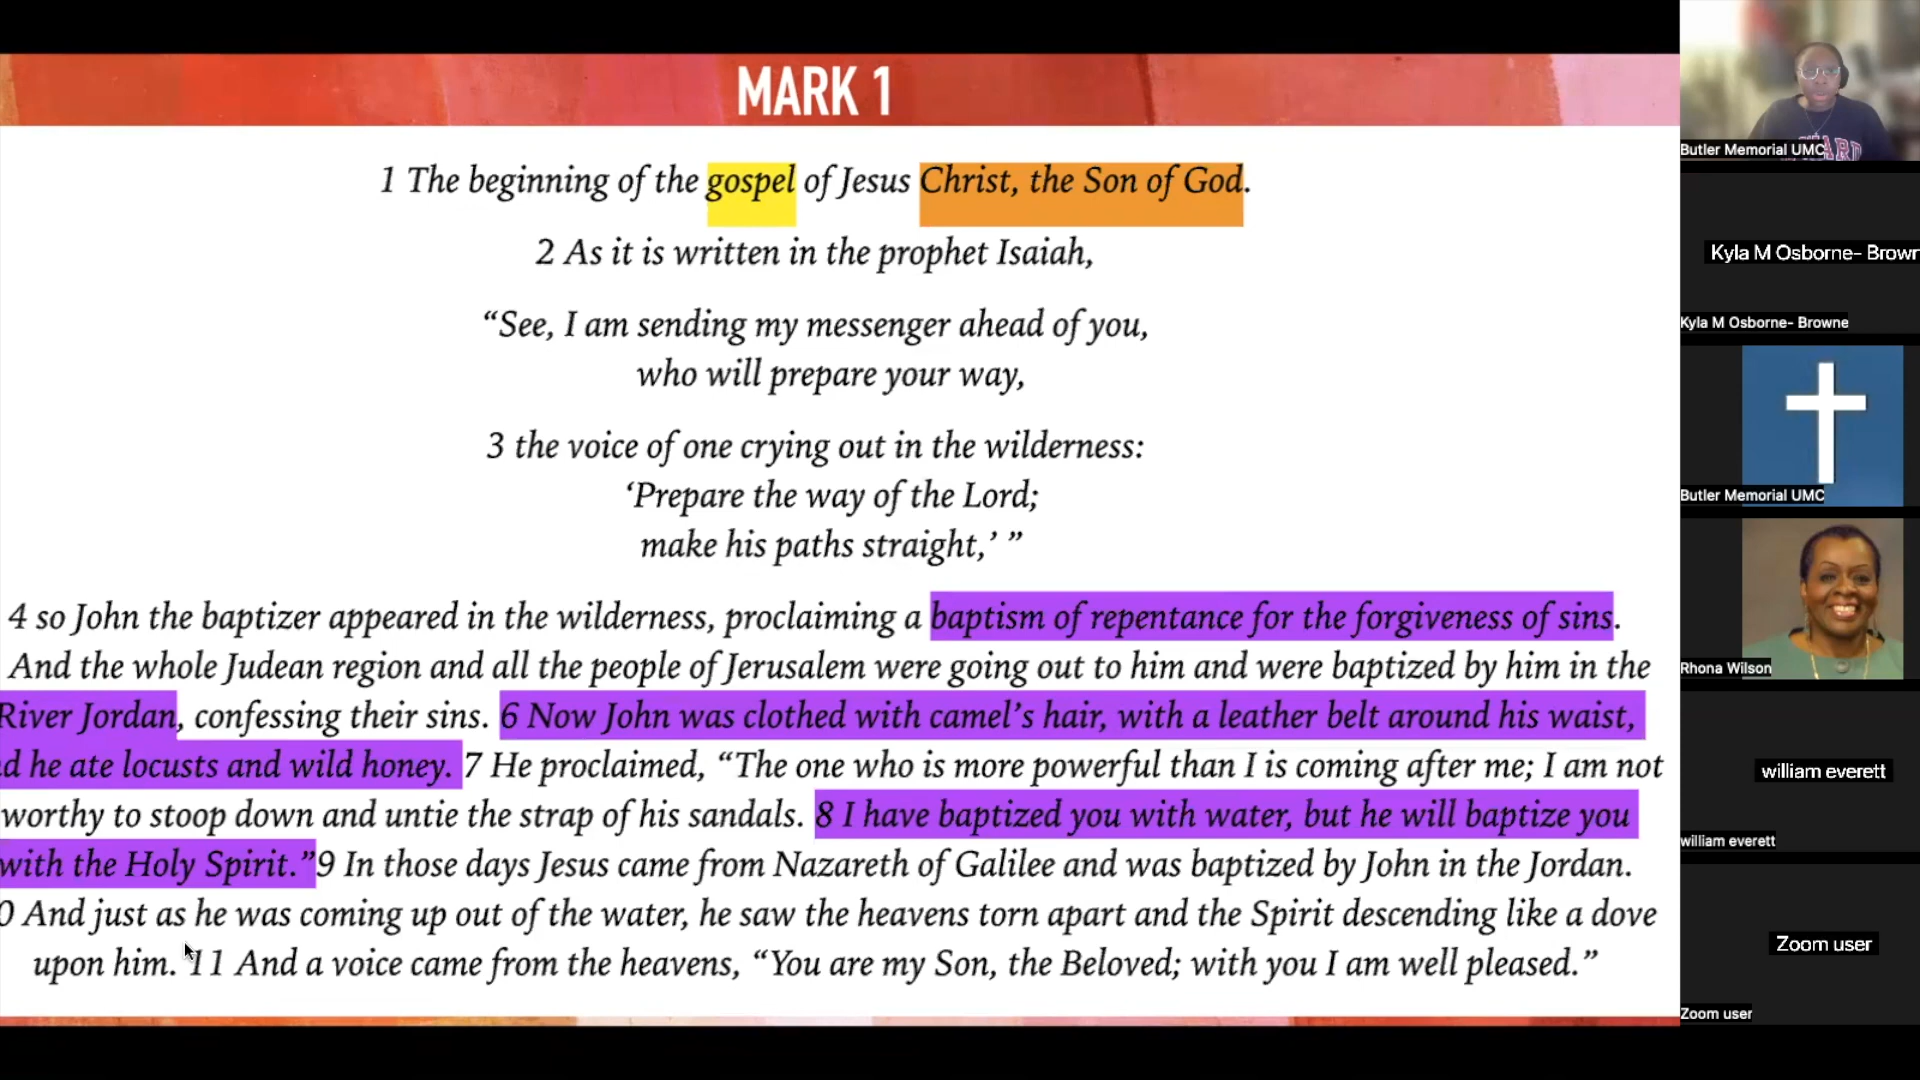 MARK 1
1 The beginning of the gospel of Jesus Christ, the Son of God.
2 As it is written in the prophet Isaiah,
“See, I am sending my messenger ahead of you,
who will prepare your way,
3 the voice of one crying out in the wilderness:
‘Prepare the way of the Lord;
make his paths straight,’ ”
4 so John the baptizer appeared in the wilderness, proclaiming a baptism of repentance for the forgiveness of sins.
And the whole Judean region and all the people of Jerusalem were going out to him and were baptized by him in the
River Jordan, confessing their sins. 6 Now John was clothed with camel’s hair, with a leather belt around his waist,
d he ate locusts and wild honey. 7 He proclaimed, “The one who is more powerful than I is coming after me; I am not
worthy to stoop down and untie the strap of his sandals. 8 I have baptized you with water, but he will baptize you
with the Holy Spirit.”9 In those days Jesus came from Nazareth of Galilee and was baptized by John in the Jordan.
0 And just as he was coming up out of the water, he saw the heavens torn apart and the Spirit descending like a dove
upon him. 11 And a voice came from the heavens, “You are my Son, the Beloved; with you I am well pleased.”
Butler Memorial UMC
Kyla M Osborne- Brown
Kyla M Osborne- Browne
Butler Memorial UMC
Rhona Wilson
william everett
william everett
Zoom user
Zoom user